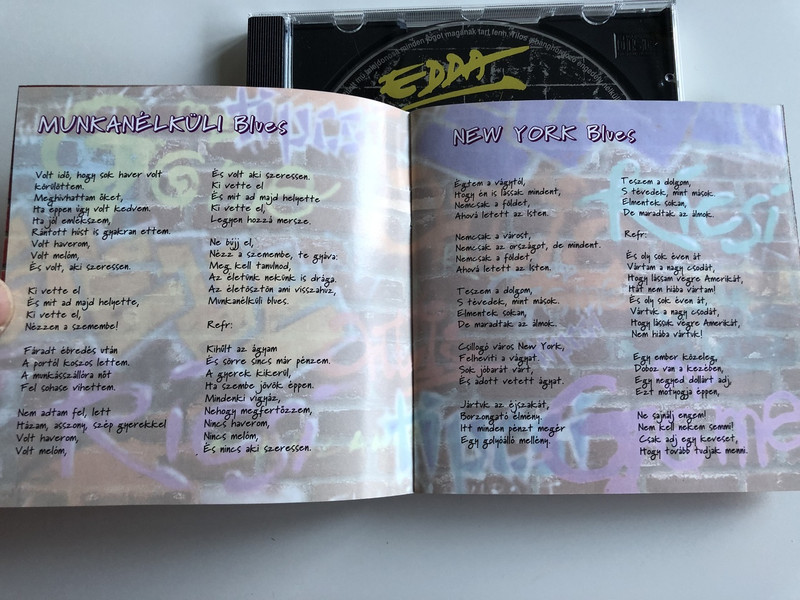 minden jogot magának tart fenn. Tilos a hanghordozó
EDDA
MUNKANÉLKÜLI Blues
Volt idő, hogy sok haver volt
körülöttem.
Meghívhattam őket,
Ha éppen úgy volt kedvem.
Ha jól emlékszem,
Rántott húst is gyakran ettem.
Volt haverom,
Volt melóm,
És volt, aki szeressen.
Ki vette el
És mit ad majd helyette,
Ki vette el,
Nézzen a szemembe!
Fáradt ébredés után
A portól koszos lettem.
A munkásszállóra nőt
Fel sohase vihettem.
Nem adtam fel, lett
Házam, asszony, szép gyerekkel
Volt haverom,
Volt melóm,
És volt aki szeressen.
Ki vette el
És mit ad majd helyette
Ki vette el,
Legyen hozzá mersze.
Ne bújj el,
Nézz a szemembe, te gyáva:
Meg kell tanulnod,
Az életünk nekünk is drága.
Az életösztön ami visszahúz,
Munkanélküli blues.
Refr:
Kihűlt az ágyam
És sörre sincs már pénzem.
A gyerek kikerül,
Ha szembe jövök éppen.
Mindenki vigyáz,
Nehogy megfertőzzem,
Nincs haverom,
Nincs melóm,
És nincs aki szeressen.
NEW YORK Blues
Égtem a vágytól,
Hogy én is lássak mindent,
Nemcsak a földet,
Ahová letett az Isten.
Nemcsak a várost,
Nemcsak az országot, de mindent.
Nemcsak a földet,
Ahová letett az Isten.
Teszem a dolgom,
S tévedek, mint mások.
Elmentek sokan,
De maradtak az álmok.
Csillogó város New York,
Felhevíti a vágyat.
Sok jóbarát várt,
És adott vetett ágyat.
Jártuk az éjszakát,
Borzongató élmény.
Itt minden pénzt megér
Egy golyóálló mellény.
Teszem a dolgom,
S tévedek, mint mások.
Elmentek sokan,
De maradtak az álmok.
Refr:
És oly sok éven át
Vártam a nagy csodát,
Hogy lássam végre Amerikát,
Hát nem hiába vártam!
És oly sok éven át,
Vártuk a nagy csodát,
Hogy lássuk végre Amerikát,
Nem hiába vártuk!
Egy ember közeleg,
Doboz van a kezében,
Egy negyed dollárt adj,
Ezt motyogja éppen,
Ne sajnálj engem!
Nem kell nekem semmi!
Csak adj egy keveset,
Hogy tovább tudjak menni.